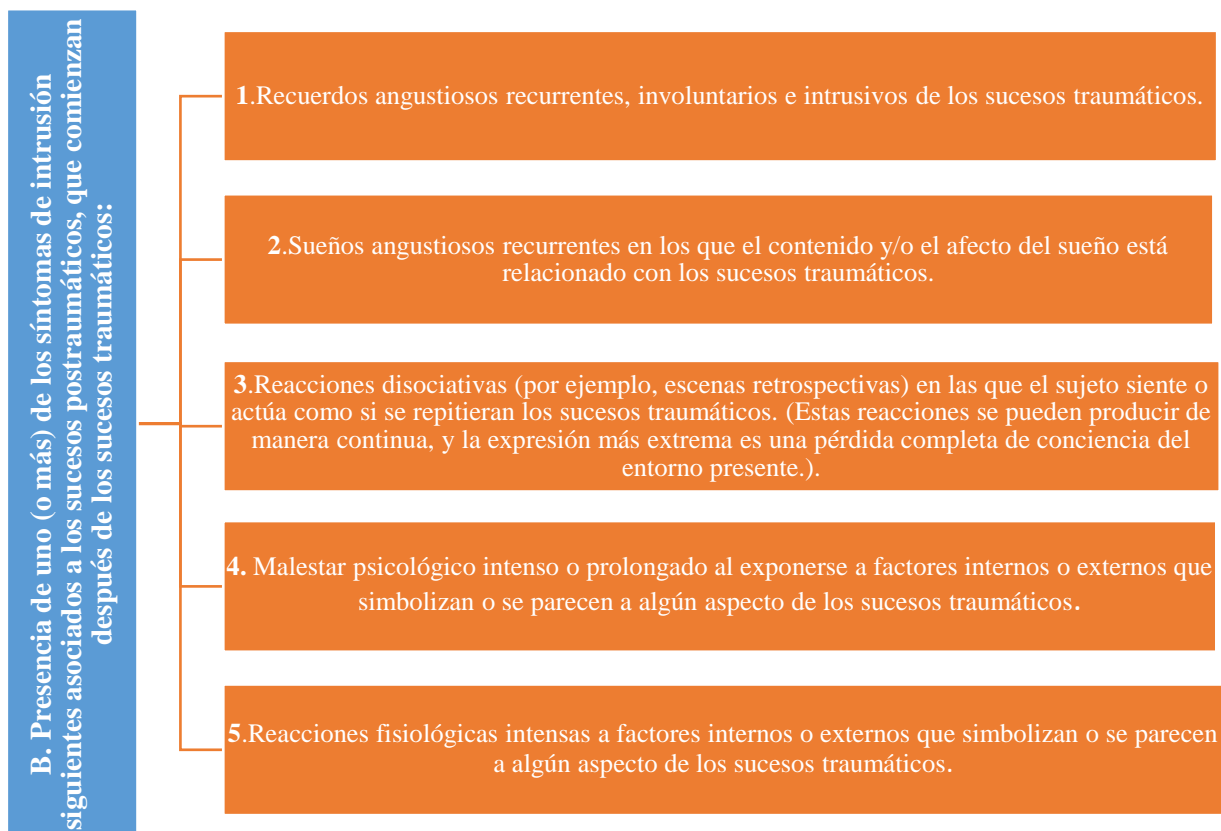 B. Presencia de uno (o más) de los síntomas de intrusión
siguientes asociados a los sucesos postraumáticos, que comienzan
después de los sucesos traumáticos:
1.Recuerdos angustiosos recurrentes, involuntarios e intrusivos de los sucesos traumáticos.
2.Sueños angustiosos recurrentes en los que el contenido y/o el afecto del sueño está
relacionado con los sucesos traumáticos.
3.Reacciones disociativas (por ejemplo, escenas retrospectivas) en las que el sujeto siente o
actúa como si se repitieran los sucesos traumáticos. (Estas reacciones se pueden producir de
manera continua, y la expresión más extrema es una pérdida completa de conciencia del
entorno presente.).
4. Malestar psicológico intenso o prolongado al exponerse a factores internos o externos que
simbolizan o se parecen a algún aspecto de los sucesos traumáticos.
5.Reacciones fisiológicas intensas a factores internos o externos que simbolizan o se parecen
a algún aspecto de los sucesos traumáticos.